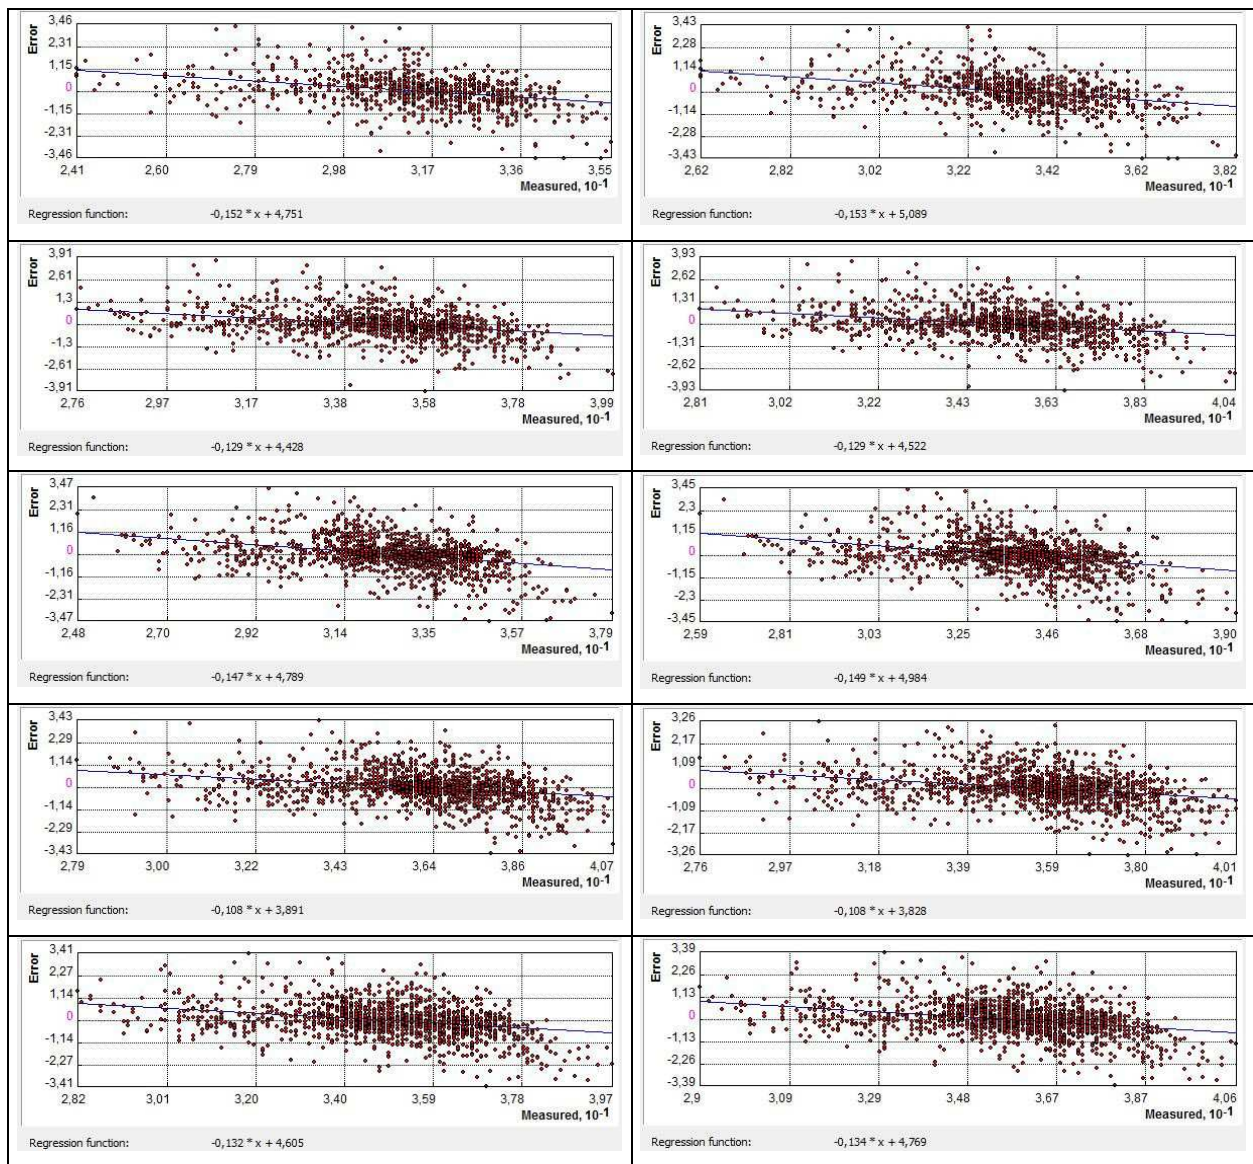 3,46
Error
2,31
1,15
0
-1,15
-2,31
-3,46
2,41 2,60 2,79 2,98 3,17 3,36 3,55
Measured, 10-1
Regression function: -0,152 * x + 4,751
3,43
Error
2,28
1,14
0
-1,14
-2,28
-3,43
2,62 2,82 3,02 3,22 3,42 3,62 3,82
Measured, 10-1
Regression function: -0,153 * x + 5,089
3,91
Error
2,61
1,3
0
-1,3
-2,61
-3,91
2,76 2,97 3,17 3,38 3,58 3,78 3,99
Measured, 10-1
Regression function: -0,129 * x + 4,428
3,93
Error
2,62
1,31
0
-1,31
-2,62
-3,93
2,81 3,02 3,22 3,43 3,63 3,83 4,04
Measured, 10-1
Regression function: -0,129 * x + 4,522
3,47
Error
2,31
1,16
0
-1,16
-2,31
-3,47
2,48 2,70 2,92 3,14 3,35 3,57 3,79
Measured, 10-1
Regression function: -0,147 * x + 4,789
3,45
Error
2,3
1,15
0
-1,15
-2,3
-3,45
2,59 2,81 3,03 3,25 3,46 3,68 3,90
Measured, 10-1
Regression function: -0,149 * x + 4,984
3,43
Error
2,29
1,14
0
-1,14
-2,29
-3,43
2,79 3,00 3,22 3,43 3,64 3,86 4,07
Measured, 10-1
Regression function: -0,108 * x + 3,891
3,26
Error
2,17
1,09
0
-1,09
-2,17
-3,26
2,76 2,97 3,18 3,39 3,59 3,80 4,01
Measured, 10-1
Regression function: -0,108 * x + 3,828
3,41
Error
2,27
1,14
0
-1,14
-2,27
-3,41
2,82 3,01 3,20 3,40 3,59 3,78 3,97
Measured, 10-1
Regression function: -0,132 * x + 4,605
3,39
Error
2,26
1,13
0
-1,13
-2,26
-3,39
2,9 3,09 3,29 3,48 3,67 3,87 4,06
Measured, 10-1
Regression function: -0,134 * x + 4,769